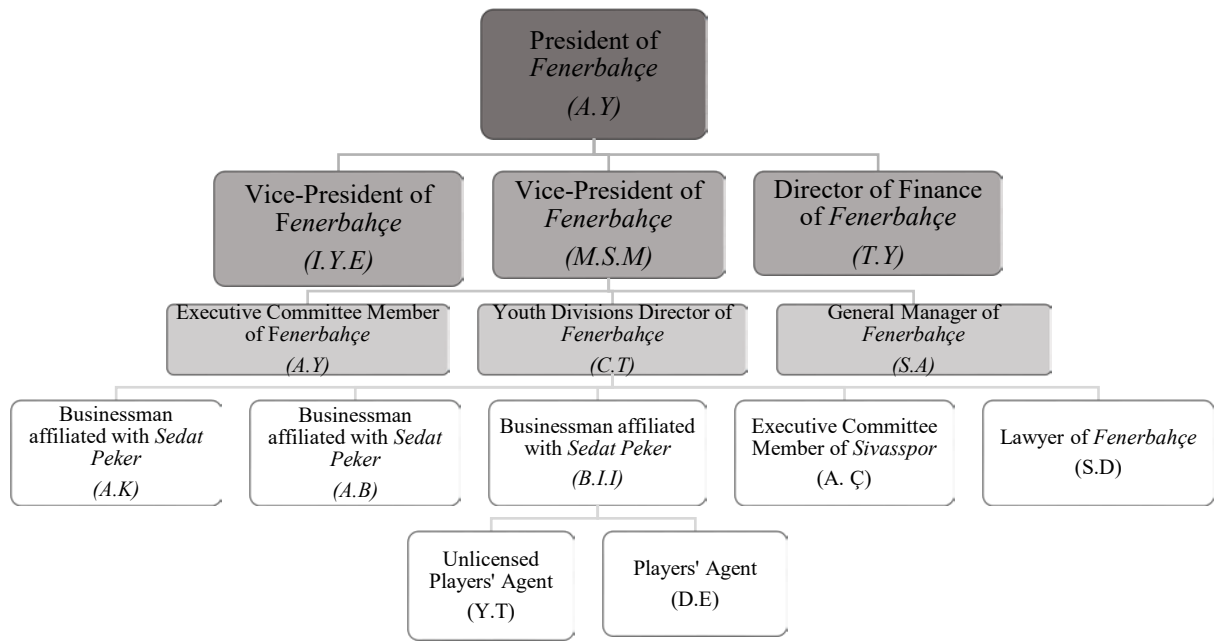 President of
Fenerbahçe
(A.Y)
Vice-President of
Fenerbahçe
(I.Y.E)
Vice-President of
Fenerbahçe
(M.S.M)
Director of Finance
of Fenerbahçe
(T.Y)
Executive Committee Member
of Fenerbahçe
(A.Y)
Youth Divisions Director of
Fenerbahçe
(C.T)
General Manager of
Fenerbahçe
(S.A)
Businessman
affiliated with Sedat
Peker
(A.K)
Businessman
affiliated with Sedat
Peker
(A.B)
Businessman affiliated
with Sedat Peker
(B.I.I)
Executive Committee
Member of Sivasspor
(A. Ç)
Lawyer of Fenerbahçe
(S.D)
Unlicensed
Players' Agent
(Y.T)
Players' Agent
(D.E)